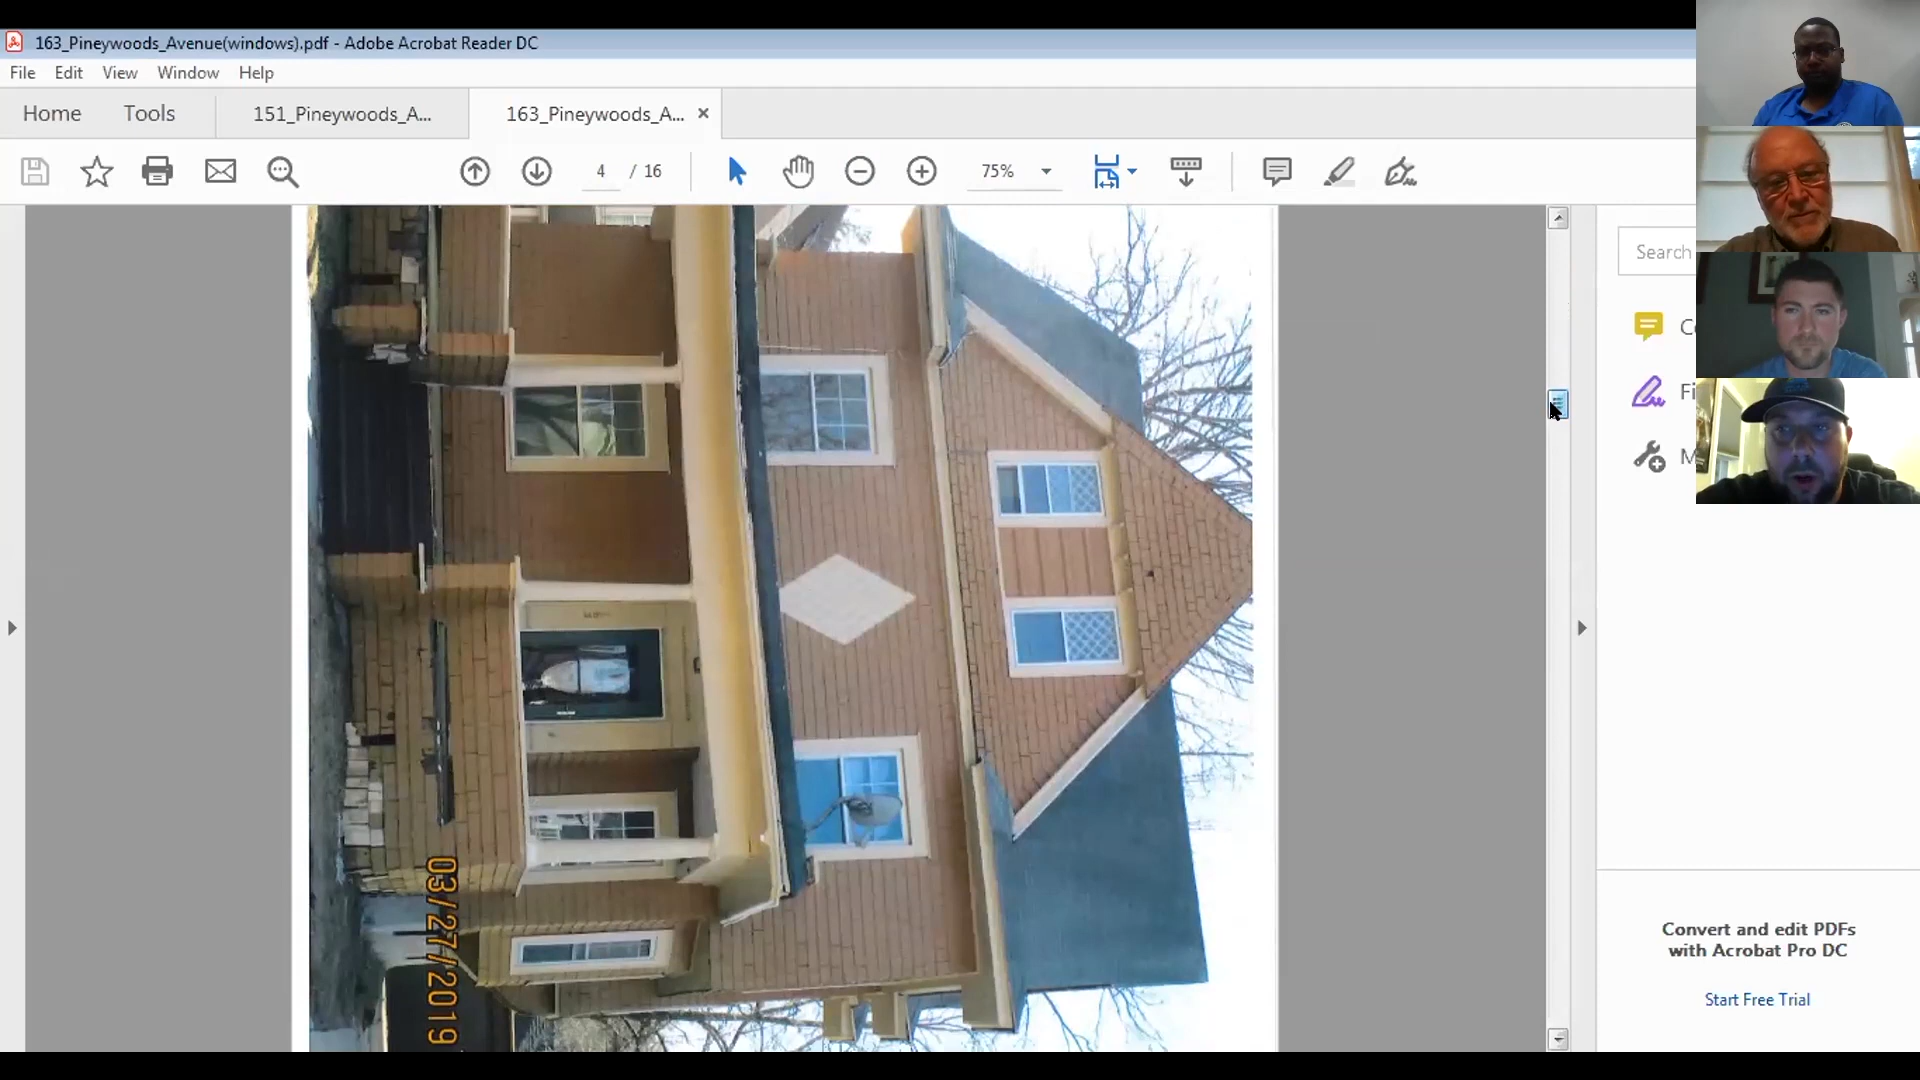 163_Pineywoods_Avenue(windows).pdf - Adobe Acrobat Reader DC
File Edit View Window Help
Home Tools 151_Pineywoods_A... 163_Pineywoods_A...
4 / 16 75%
Search
C
Fi
M
03/27/2019
Convert and edit PDFs
with Acrobat Pro DC
Start Free Trial